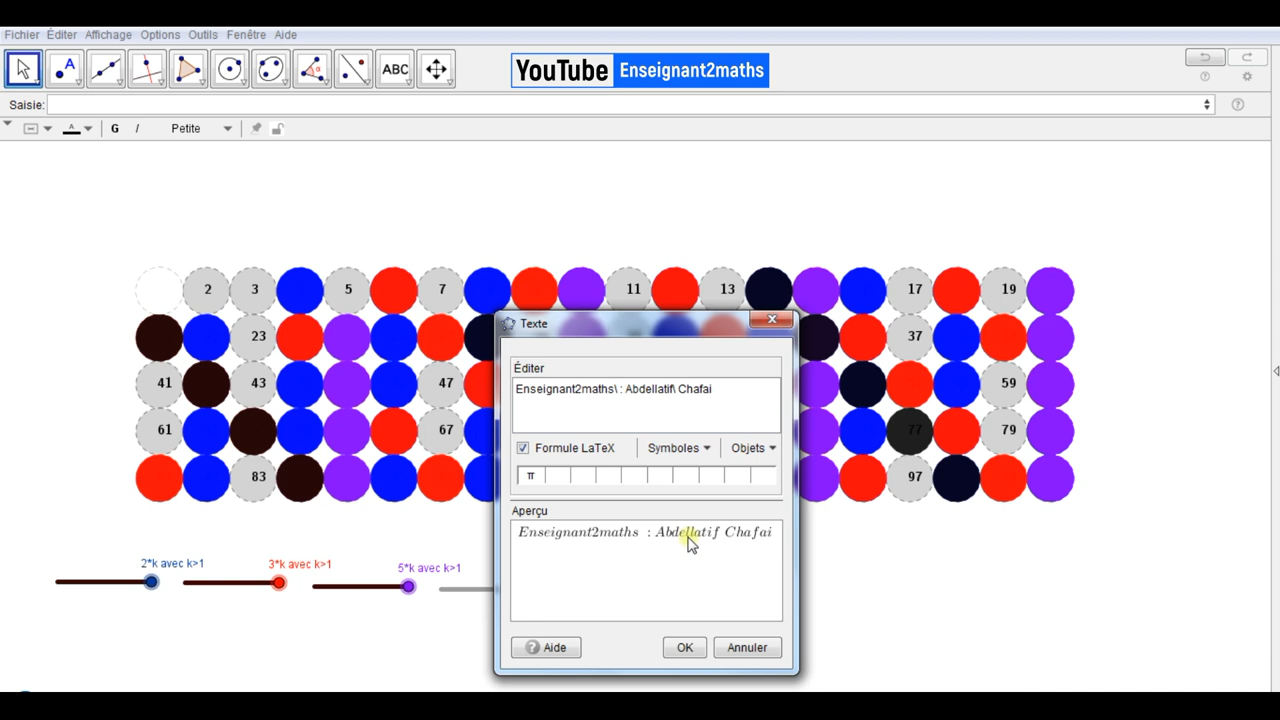 Fichier Éditer Affichage Options Outils Fenêtre Aide
ABC
YouTube Enseignant2maths
Saisie:
A G I Petite
2 3 5 7 11 13 17 19
23 37
41 43 47 59
61 67 77 79
83 97
Texte
Éditer
Enseignant2maths\ : Abdellatif\ Chafai
Formule LaTeX Symboles Objets
π
Aperçu
Enseignant2maths : Abdellatif Chafai
Aide OK Annuler
2*k avec k>1 3*k avec k>1 5*k avec k>1